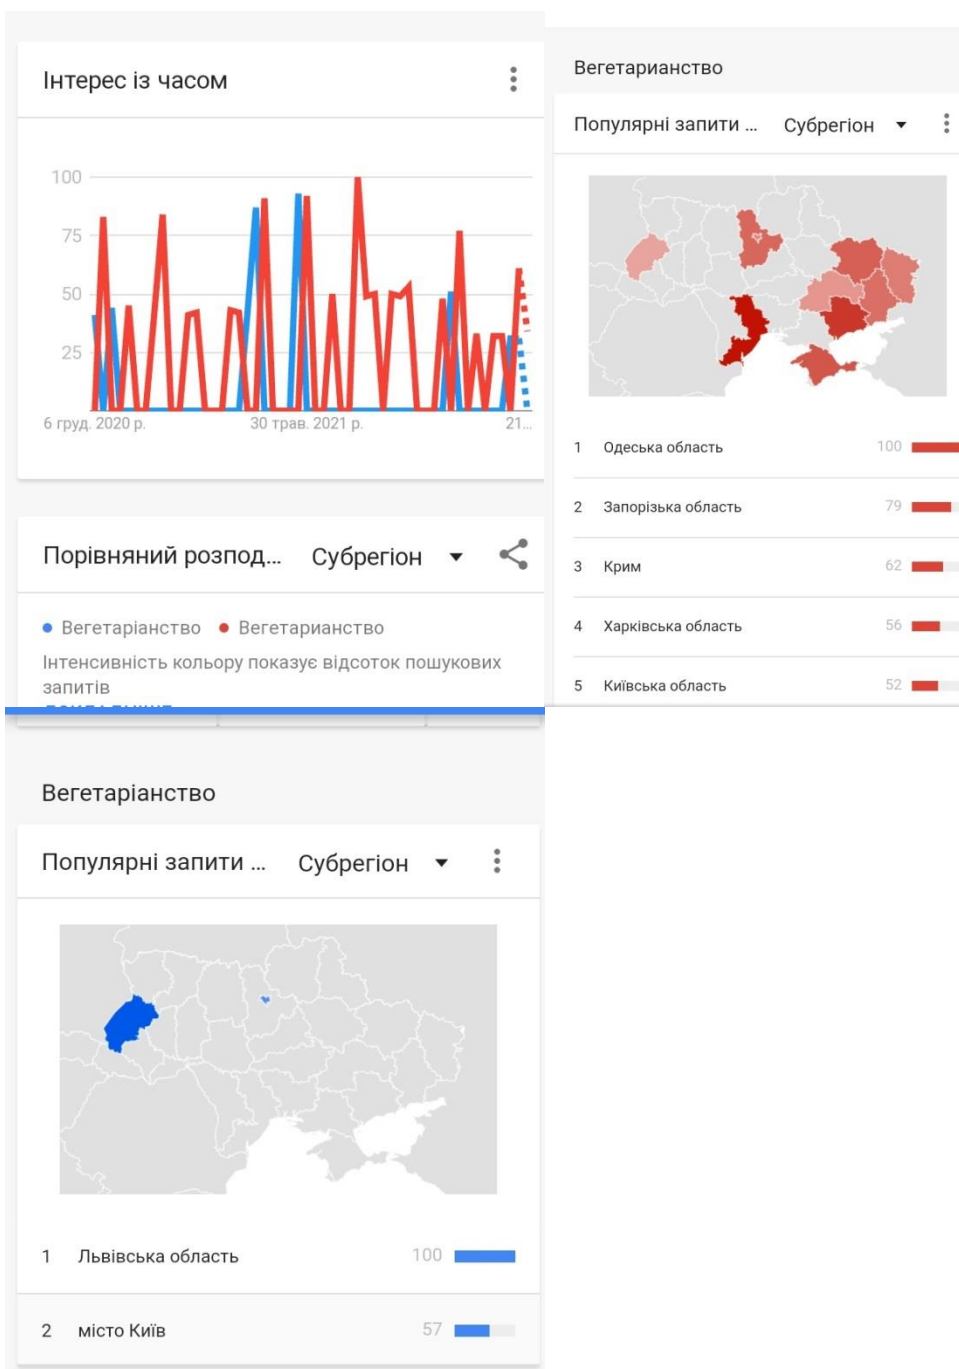 Інтерес із часом
100
75
50
25
6 груд. 2020 р.
30 трав. 2021 р.
21...
Порівняний розпод...
Субрегіон
Вегетаріанство
Вегетарианство
Інтенсивність кольору показує відсоток пошукових
запитів
Вегетарианство
Популярні запити ...
Субрегіон
1 Одеська область 100
2 Запорізька область 79
3 Крим 62
4 Харківська область 56
5 Київська область 52
Вегетаріанство
Популярні запити ...
Субрегіон
1 Львівська область 100
2 місто Київ 57